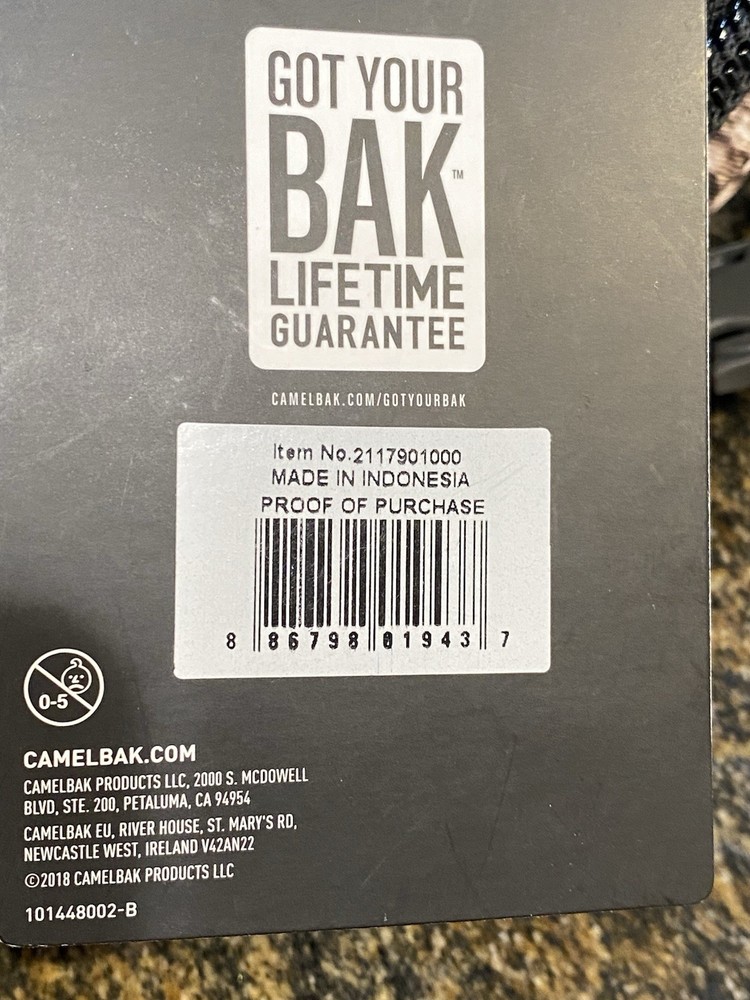 GOT YOUR
BAK™
LIFETIME
GUARANTEE
CAMELBAK.COM/GOTYOURBAK
Item No.2117901000
MADE IN INDONESIA
PROOF OF PURCHASE
8 86798 01943 7
0-5
CAMELBAK.COM
CAMELBAK PRODUCTS LLC, 2000 S. MCDOWELL
BLVD, STE. 200, PETALUMA, CA 94954
CAMELBAK EU, RIVER HOUSE, ST. MARY'S RD,
NEWCASTLE WEST, IRELAND V42AN22
©2018 CAMELBAK PRODUCTS LLC
101448002-B